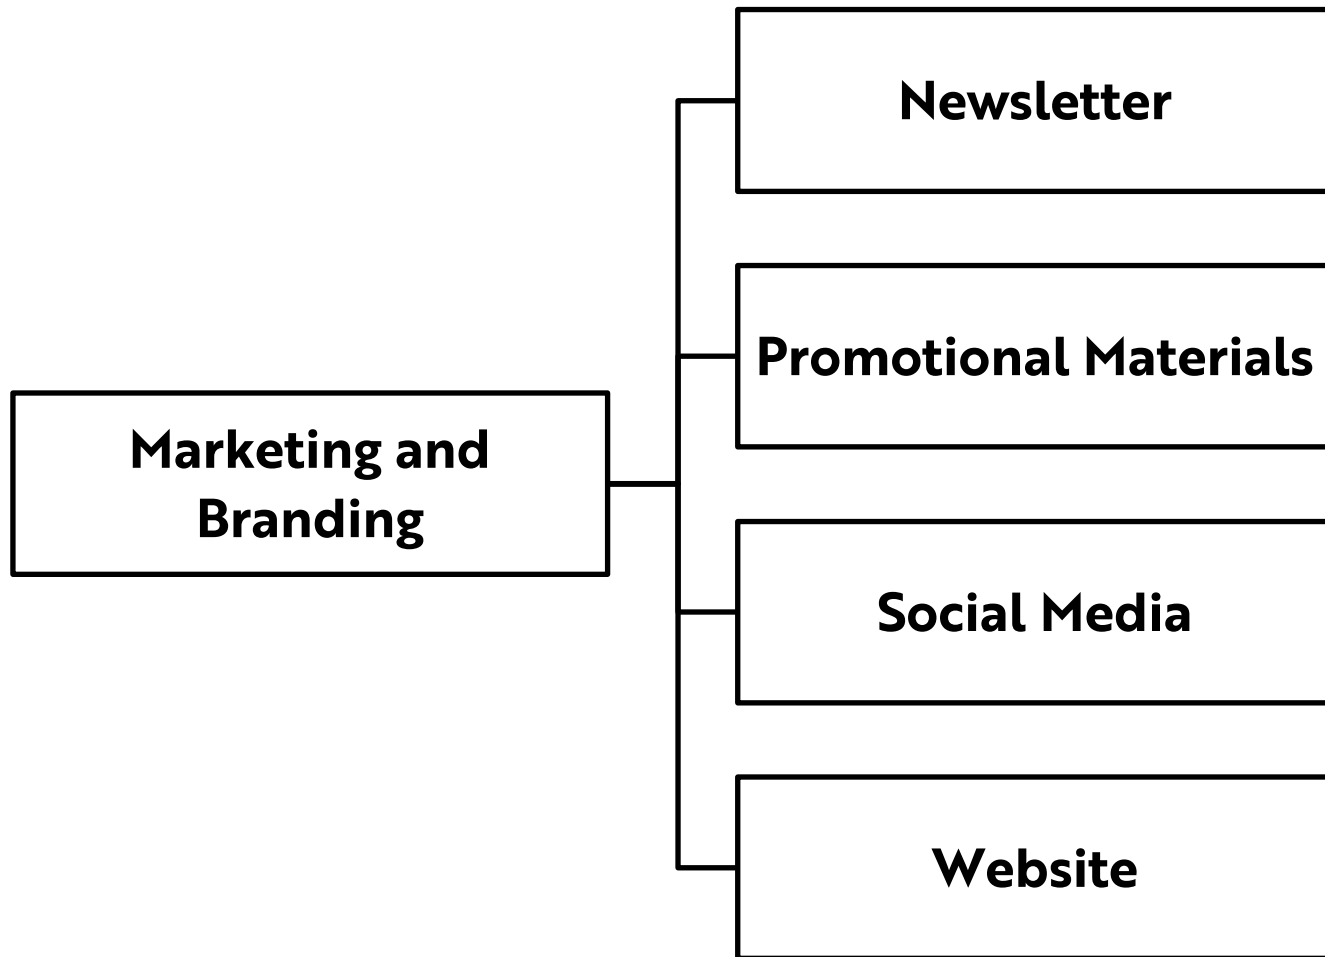 Newsletter
Promotional Materials
Marketing and
Branding
Social Media
Website